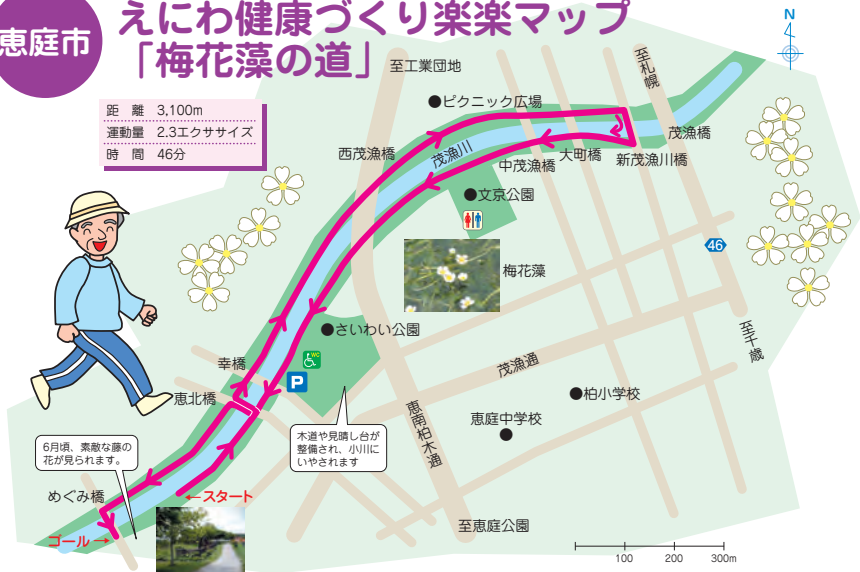 恵庭市
えにわ健康づくり楽楽マップ
「梅花藻の道」
距 離 3,100m
運動量 2.3エクササイズ
時 間 46分
N
至工業団地
至札幌
ピクニック広場
西茂漁橋
茂漁川
中茂漁橋
大町橋
新茂漁川橋
茂漁橋
文京公園
46
梅花藻
さいわい公園
至千歳
WC
P
幸橋
茂漁通
恵北橋
柏小学校
恵南柏木通
恵庭中学校
木道や見晴し台が
整備され、小川に
いやされます
6月頃、素敵な藤の
花が見られます。
めぐみ橋
←スタート
ゴール→
至恵庭公園
100 200 300m